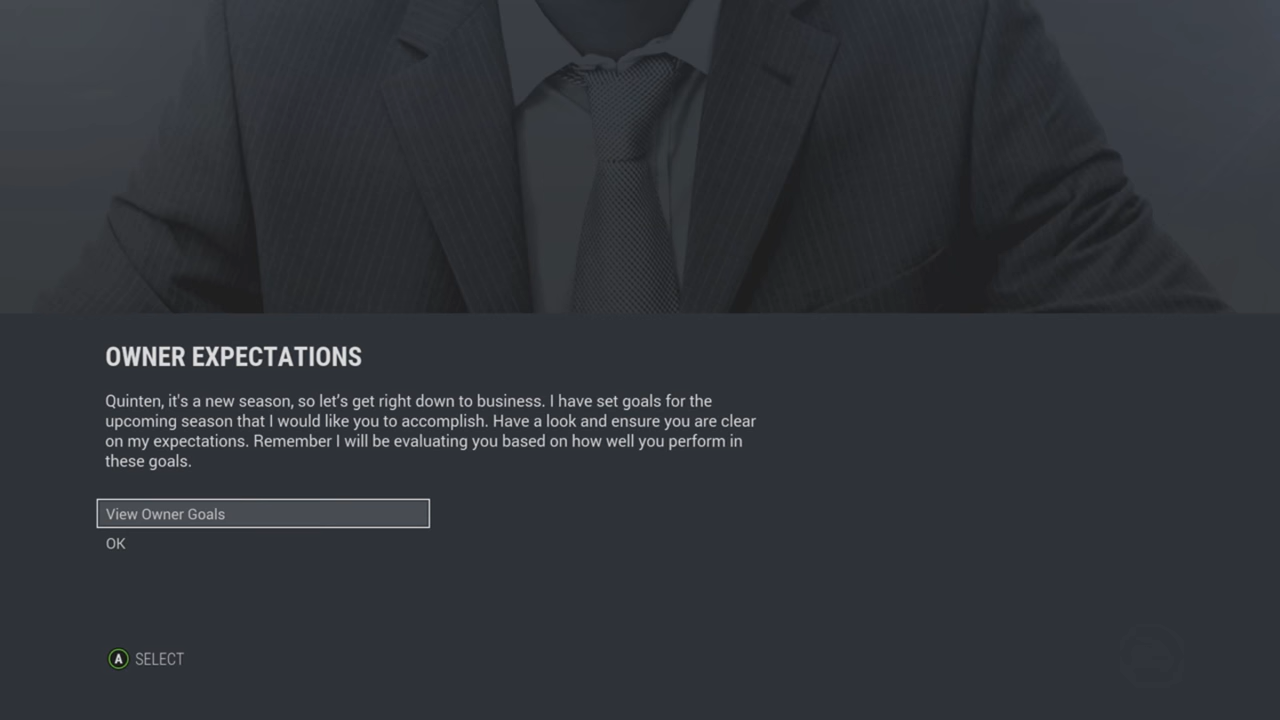 OWNER EXPECTATIONS
Quinten, it's a new season, so let's get right down to business. I have set goals for the
upcoming season that I would like you to accomplish. Have a look and ensure you are clear
on my expectations. Remember I will be evaluating you based on how well you perform in
these goals.
View Owner Goals
OK
A SELECT